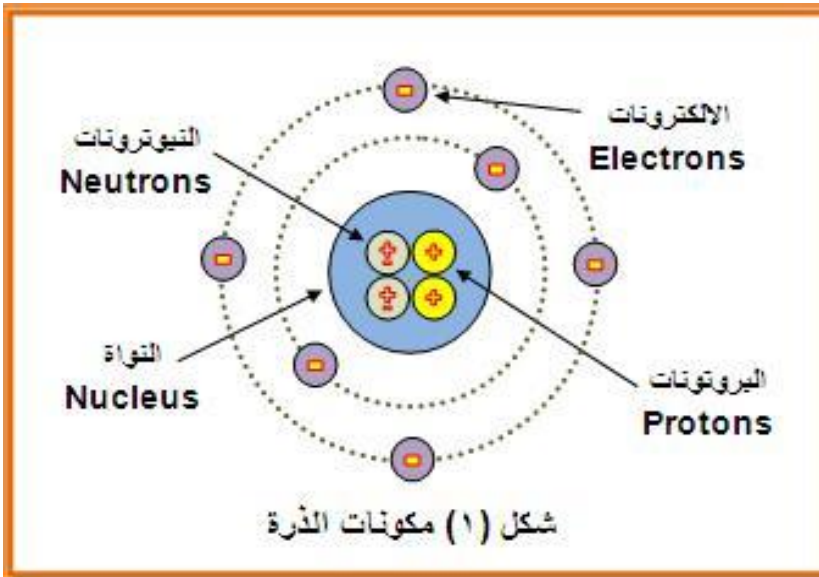 الالكترونات
Electrons
النيوترونات
Neutrons
النواة
Nucleus
البروتونات
Protons
شكل (١) مكونات الذرة